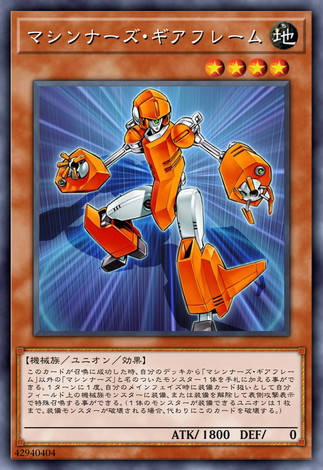 マシンナーズ・ギアフレーム 地
【機械族／ユニオン／効果】
このカードが召喚に成功した時、自分のデッキから「マシンナーズ・ギアフレ
ーム」以外の「マシンナーズ」と名のついたモンスター１体を手札に加える事がで
きる。１ターンに１度、自分のメインフェイズ時に装備カード扱いとして自分
フィールド上の機械族モンスターに装備、または装備を解除して表側攻撃表示
で特殊召喚する事ができる。（１体のモンスターが装備できるユニオンは１枚
まで。装備モンスターが破壊される場合、代わりにこのカードを破壊する。）
ATK/ 1800 DEF/ 0
42940404